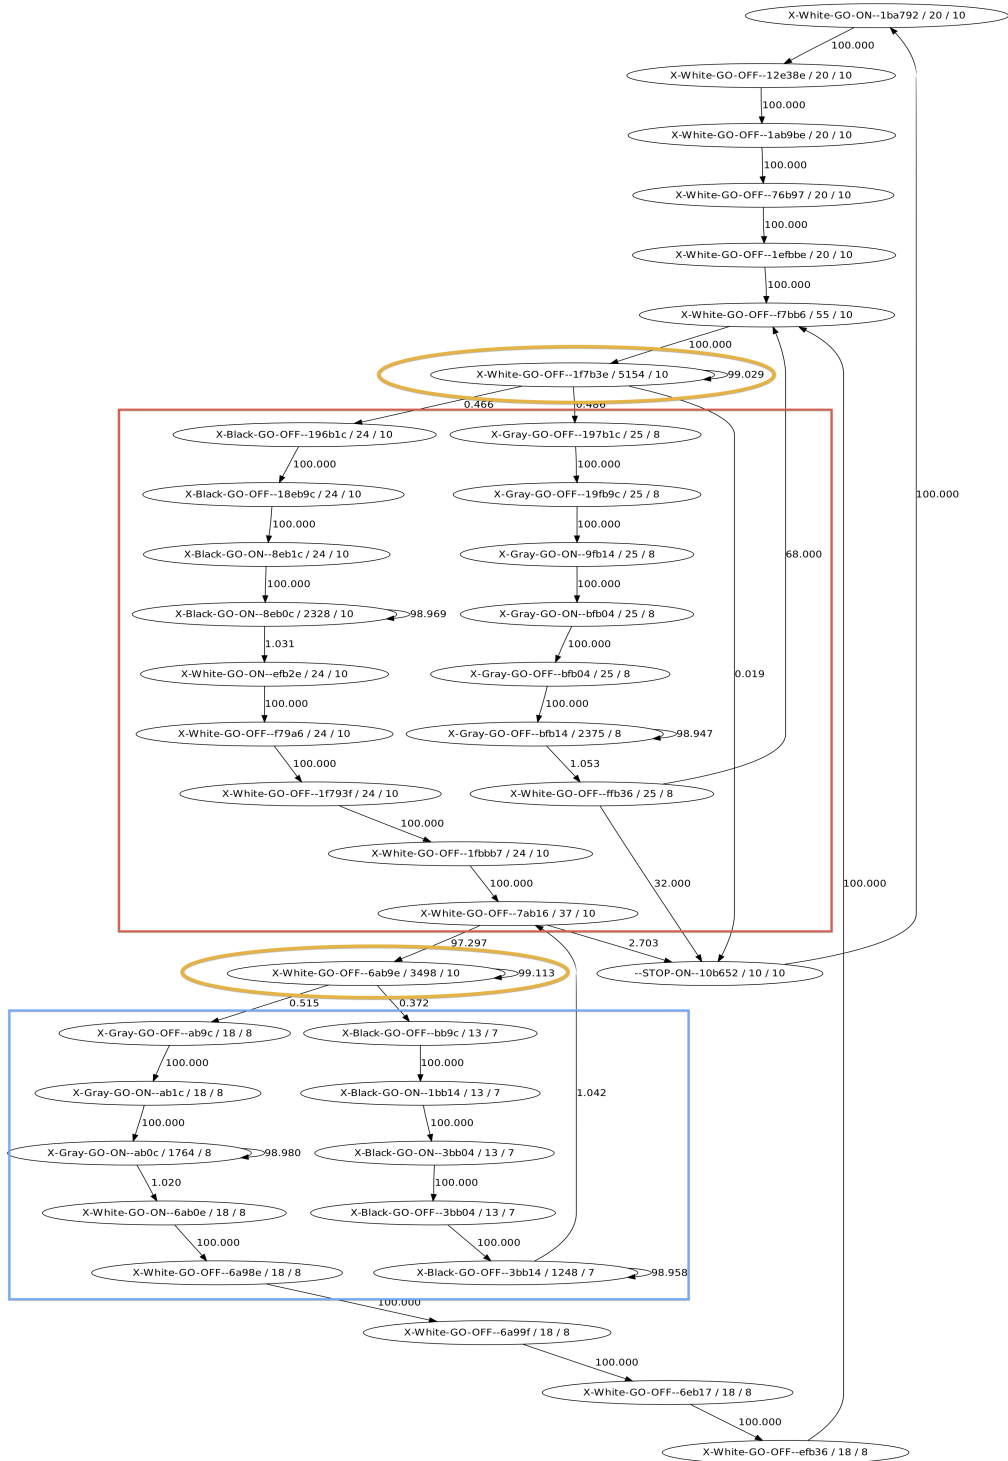 X-White-GO-ON--1ba792 / 20 / 10
100.000
X-White-GO-OFF--12e38e / 20 / 10
100.000
X-White-GO-OFF--1ab9be / 20 / 10
100.000
X-White-GO-OFF--76b97 / 20 / 10
100.000
X-White-GO-OFF--1efbbe / 20 / 10
100.000
X-White-GO-OFF--f7bb6 / 55 / 10
100.000
X-White-GO-OFF--1f7b3e / 5154 / 10
99.029
0.466
0.486
X-Black-GO-OFF--196b1c / 24 / 10
X-Gray-GO-OFF--197b1c / 25 / 8
100.000
100.000
X-Black-GO-OFF--18eb9c / 24 / 10
X-Gray-GO-OFF--19fb9c / 25 / 8
100.000
100.000
100.000
X-Black-GO-ON--8eb1c / 24 / 10
X-Gray-GO-ON--9fb14 / 25 / 8
68.000
100.000
100.000
X-Black-GO-ON--8eb0c / 2328 / 10
98.969
X-Gray-GO-ON--bfb04 / 25 / 8
1.031
100.000
X-White-GO-ON--efb2e / 24 / 10
X-Gray-GO-OFF--bfb04 / 25 / 8
0.019
100.000
100.000
X-White-GO-OFF--f79a6 / 24 / 10
X-Gray-GO-OFF--bfb14 / 2375 / 8
98.947
100.000
1.053
X-White-GO-OFF--1f793f / 24 / 10
X-White-GO-OFF--ffb36 / 25 / 8
100.000
X-White-GO-OFF--1fbbb7 / 24 / 10
100.000
32.000
100.000
X-White-GO-OFF--7ab16 / 37 / 10
97.297
2.703
X-White-GO-OFF--6ab9e / 3498 / 10
99.113
--STOP-ON--10b652 / 10 / 10
0.515
0.372
X-Gray-GO-OFF--ab9c / 18 / 8
X-Black-GO-OFF--bb9c / 13 / 7
100.000
100.000
X-Gray-GO-ON--ab1c / 18 / 8
X-Black-GO-ON--1bb14 / 13 / 7
1.042
100.000
100.000
X-Gray-GO-ON--ab0c / 1764 / 8
98.980
X-Black-GO-ON--3bb04 / 13 / 7
1.020
100.000
X-White-GO-ON--6ab0e / 18 / 8
X-Black-GO-OFF--3bb04 / 13 / 7
100.000
100.000
X-White-GO-OFF--6a98e / 18 / 8
X-Black-GO-OFF--3bb14 / 1248 / 7
98.958
100.000
X-White-GO-OFF--6a99f / 18 / 8
100.000
X-White-GO-OFF--6eb17 / 18 / 8
100.000
X-White-GO-OFF--efb36 / 18 / 8